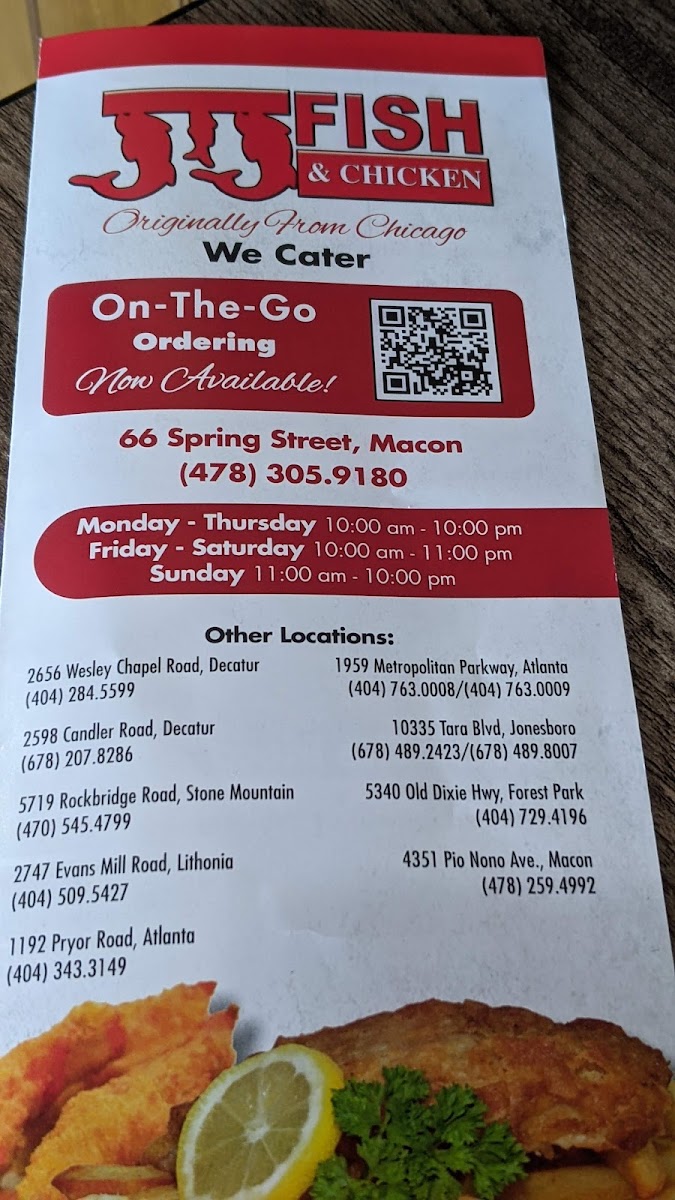 JJ'S FISH
& CHICKEN
Originally From Chicago
We Cater
On-The-Go
Ordering
Now Available!
66 Spring Street, Macon
(478) 305.9180
Monday - Thursday 10:00 am - 10:00 pm
Friday - Saturday 10:00 am - 11:00 pm
Sunday 11:00 am - 10:00 pm
Other Locations:
2656 Wesley Chapel Road, Decatur
(404) 284.5599
2598 Candler Road, Decatur
(678) 207.8286
5719 Rockbridge Road, Stone Mountain
(470) 545.4799
2747 Evans Mill Road, Lithonia
(404) 509.5427
1192 Pryor Road, Atlanta
(404) 343.3149
1959 Metropolitan Parkway, Atlanta
(404) 763.0008/(404) 763.0009
10335 Tara Blvd, Jonesboro
(678) 489.2423/(678) 489.8007
5340 Old Dixie Hwy, Forest Park
(404) 729.4196
4351 Pio Nono Ave., Macon
(478) 259.4992